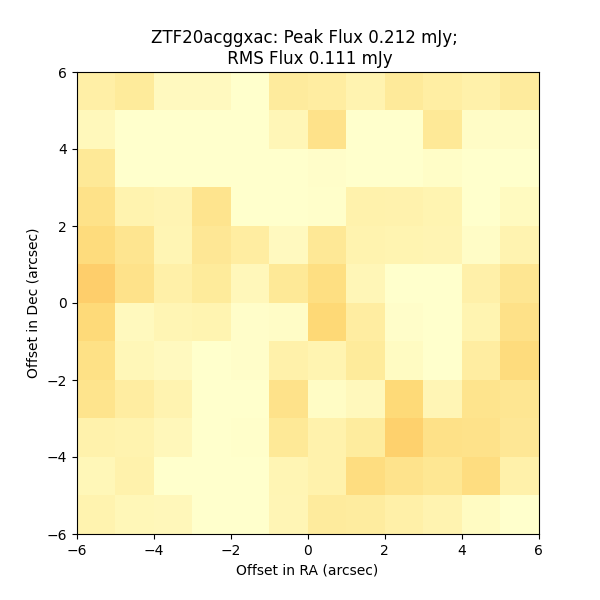 ZTF20acggxac: Peak Flux 0.212 mJy;
RMS Flux 0.111 mJy
6
4
2
0
−2
−4
−6
Offset in Dec (arcsec)
−6 −4 −2 0 2 4 6
Offset in RA (arcsec)